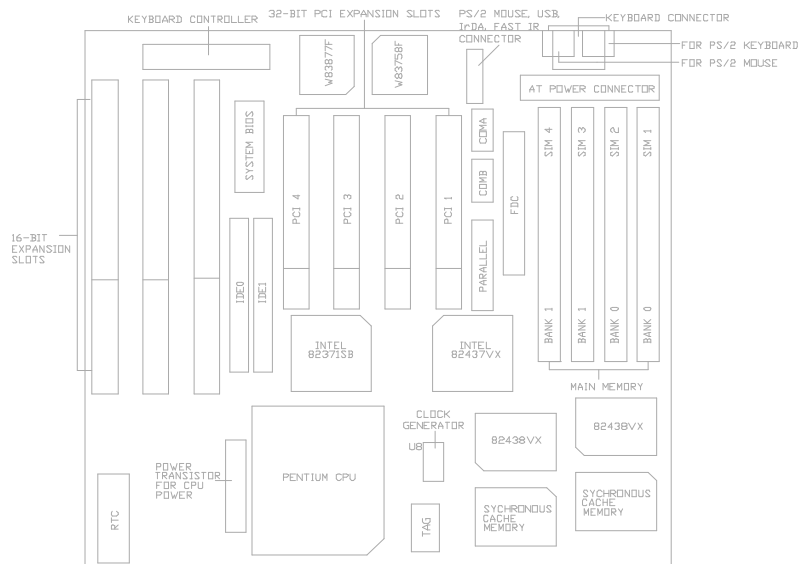 KEYBOARD CONTROLLER
32-BIT PCI EXPANSION SLOTS
PS/2 MOUSE, USB,
IrDA, FAST IR
CONNECTOR
KEYBOARD CONNECTOR
FOR PS/2 KEYBOARD
FOR PS/2 MOUSE
W83877F
W83758F
AT POWER CONNECTOR
SYSTEM BIOS
COMA
COMB
FDC
PARALLEL
SIM 4
SIM 3
SIM 2
SIM 1
PCI 4
PCI 3
PCI 2
PCI 1
16-BIT
EXPANSION
SLOTS
IDE0
IDE1
BANK 1
BANK 1
BANK 0
BANK 0
INTEL
82371SB
INTEL
82437VX
MAIN MEMORY
CLOCK
GENERATOR
U8
82438VX
82438VX
POWER
TRANSISTOR
FOR CPU
POWER
PENTIUM CPU
RTC
TAG
SYCHRONOUS
CACHE
MEMORY
SYCHRONOUS
CACHE
MEMORY